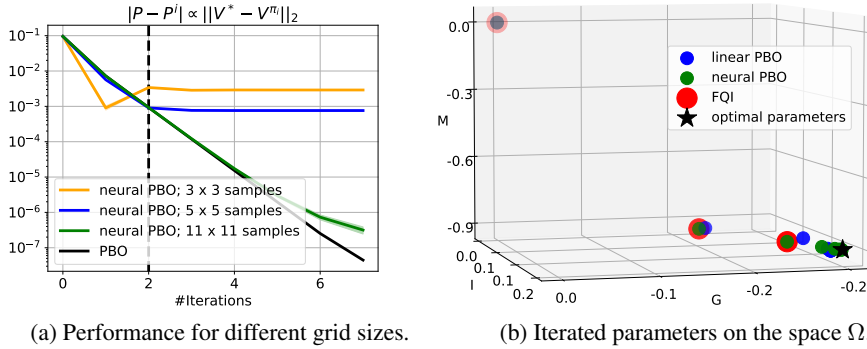 |P − P^i| ∝ ||V^* − V^{π_i}||_2
10^{-1}
10^{-2}
10^{-3}
10^{-4}
10^{-5}
10^{-6}
10^{-7}
neural PBO; 3 x 3 samples
neural PBO; 5 x 5 samples
neural PBO; 11 x 11 samples
PBO
0 2 4 6
#Iterations
(a) Performance for different grid sizes.
0.0
-0.3
M
-0.6
-0.9
linear PBO
neural PBO
FQI
optimal parameters
0.0
0.1
I
0.2
0.0 -0.1 -0.2 -0.2
G
(b) Iterated parameters on the space Ω